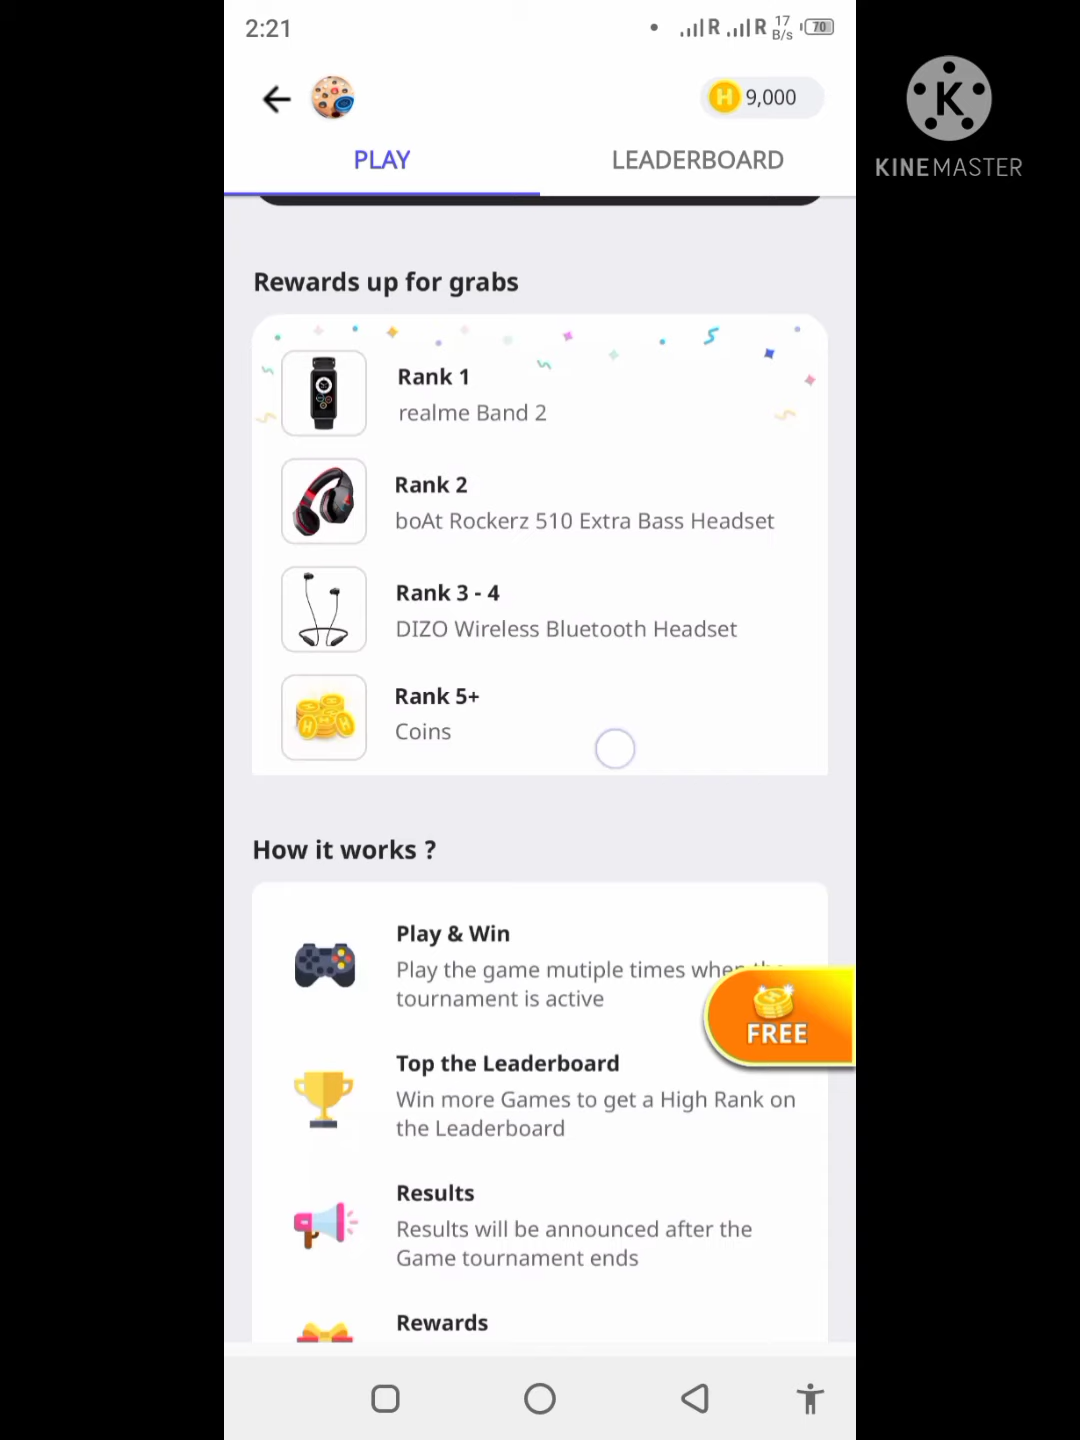 2:21
R R 17 B/s 70
KINEMASTER
H 9,000
PLAY LEADERBOARD
Rewards up for grabs
Rank 1
realme Band 2
Rank 2
boAt Rockerz 510 Extra Bass Headset
Rank 3 - 4
DIZO Wireless Bluetooth Headset
Rank 5+
Coins
How it works ?
Play & Win
Play the game mutiple times when
tournament is active
FREE
Top the Leaderboard
Win more Games to get a High Rank on
the Leaderboard
Results
Results will be announced after the
Game tournament ends
Rewards